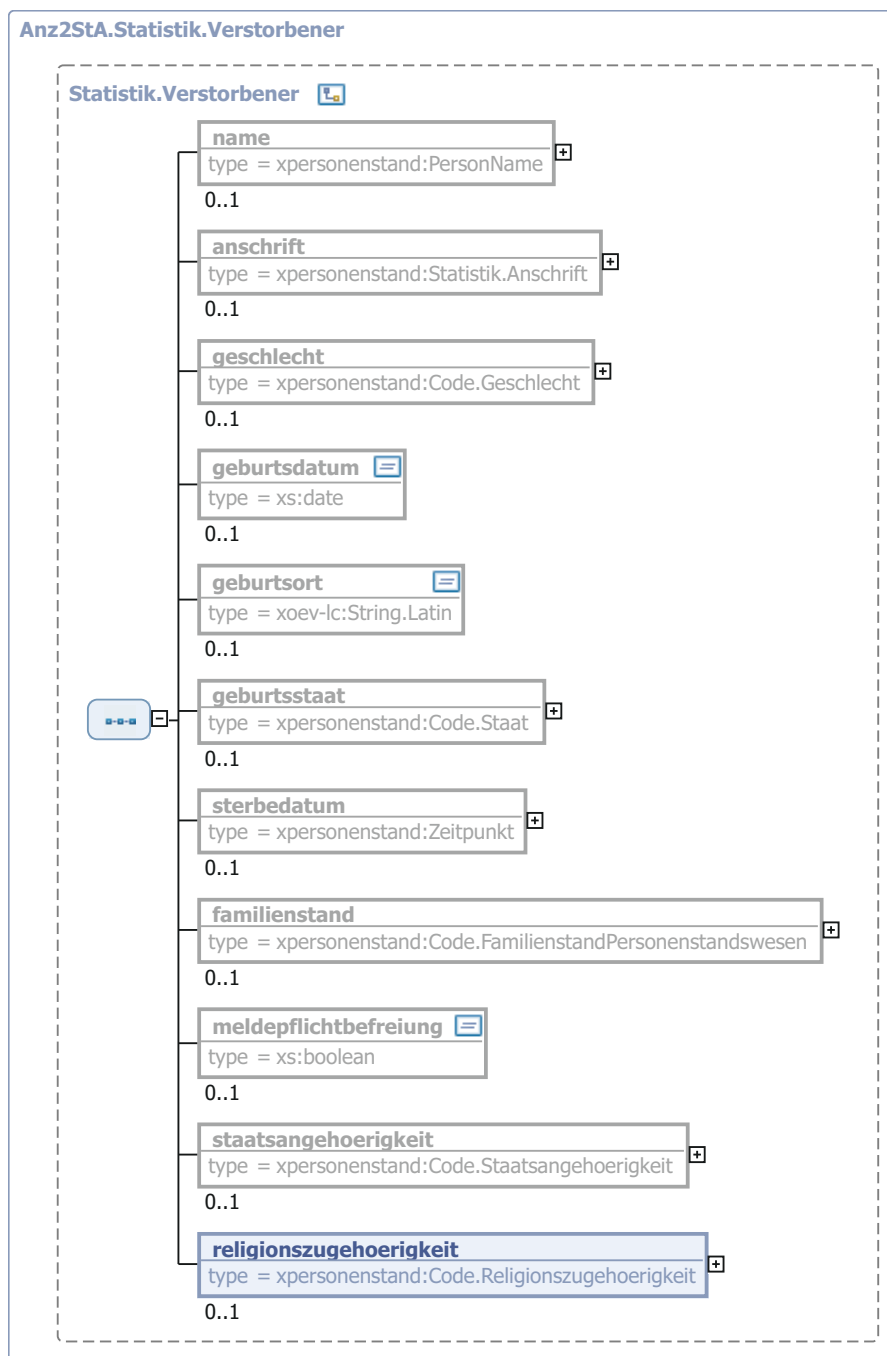 Anz2StA.Statistik.Verstorbener
Statistik.Verstorbener
name
type = xpersonenstand:PersonName
0..1
anschrift
type = xpersonenstand:Statistik.Anschrift
0..1
geschlecht
type = xpersonenstand:Code.Geschlecht
0..1
geburtsdatum
type = xs:date
0..1
geburtsort
type = xoev-lc:String.Latin
0..1
geburtsstaat
type = xpersonenstand:Code.Staat
0..1
sterbedatum
type = xpersonenstand:Zeitpunkt
0..1
familienstand
type = xpersonenstand:Code.FamilienstandPersonenstandswesen
0..1
meldepflichtbefreiung
type = xs:boolean
0..1
staatsangehoerigkeit
type = xpersonenstand:Code.Staatsangehoerigkeit
0..1
religionszugehoerigkeit
type = xpersonenstand:Code.Religionszugehoerigkeit
0..1